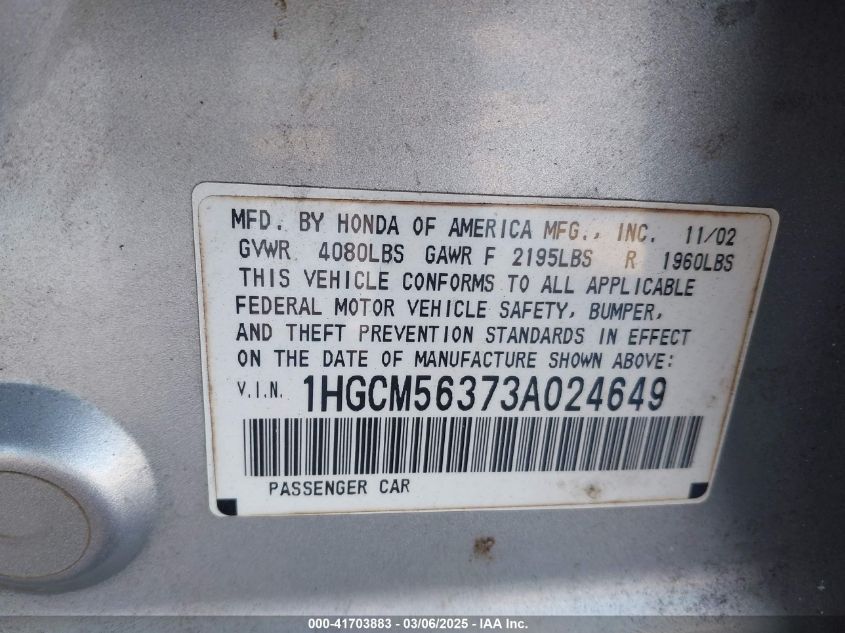 MFD. BY HONDA OF AMERICA MFG., INC. 11/02
GVWR 4080LBS GAWR F 2195LBS R 1960LBS
THIS VEHICLE CONFORMS TO ALL APPLICABLE
FEDERAL MOTOR VEHICLE SAFETY, BUMPER,
AND THEFT PREVENTION STANDARDS IN EFFECT
ON THE DATE OF MANUFACTURE SHOWN ABOVE:
V.I.N. 1HGCM56373A024649
PASSENGER CAR
000-41703883 - 03/06/2025 - IAA Inc.